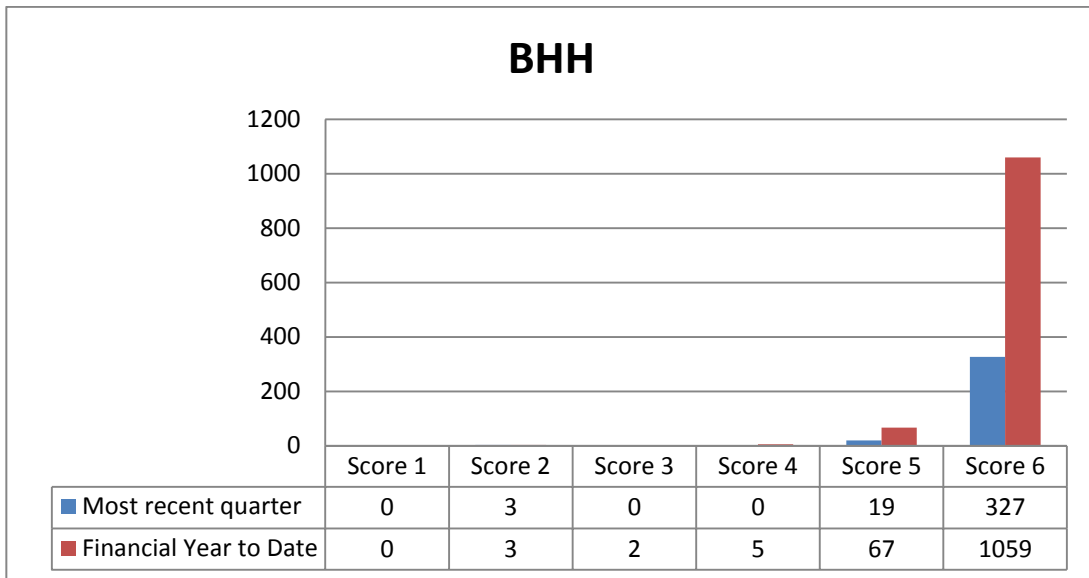 BHH
1200
1000
800
600
400
200
0
Score 1 Score 2 Score 3 Score 4 Score 5 Score 6
Most recent quarter 0 3 0 0 19 327
Financial Year to Date 0 3 2 5 67 1059